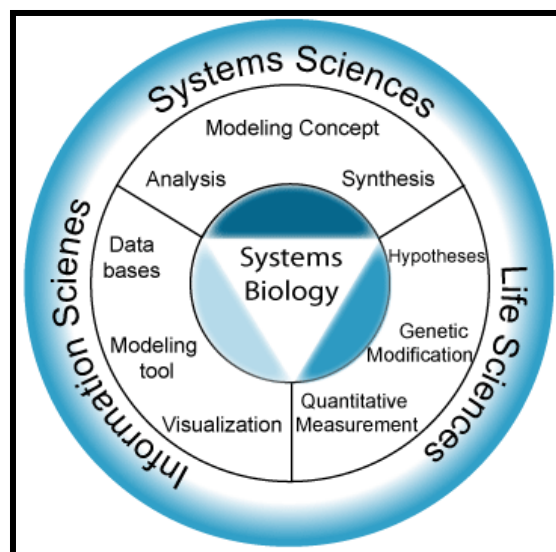 Systems Sciences
Modeling Concept
Analysis
Synthesis
Systems
Biology
Data
bases
Modeling
tool
Visualization
Information Scienes
Hypotheses
Genetic
Modification
Quantitative
Measurement
Life Sciences